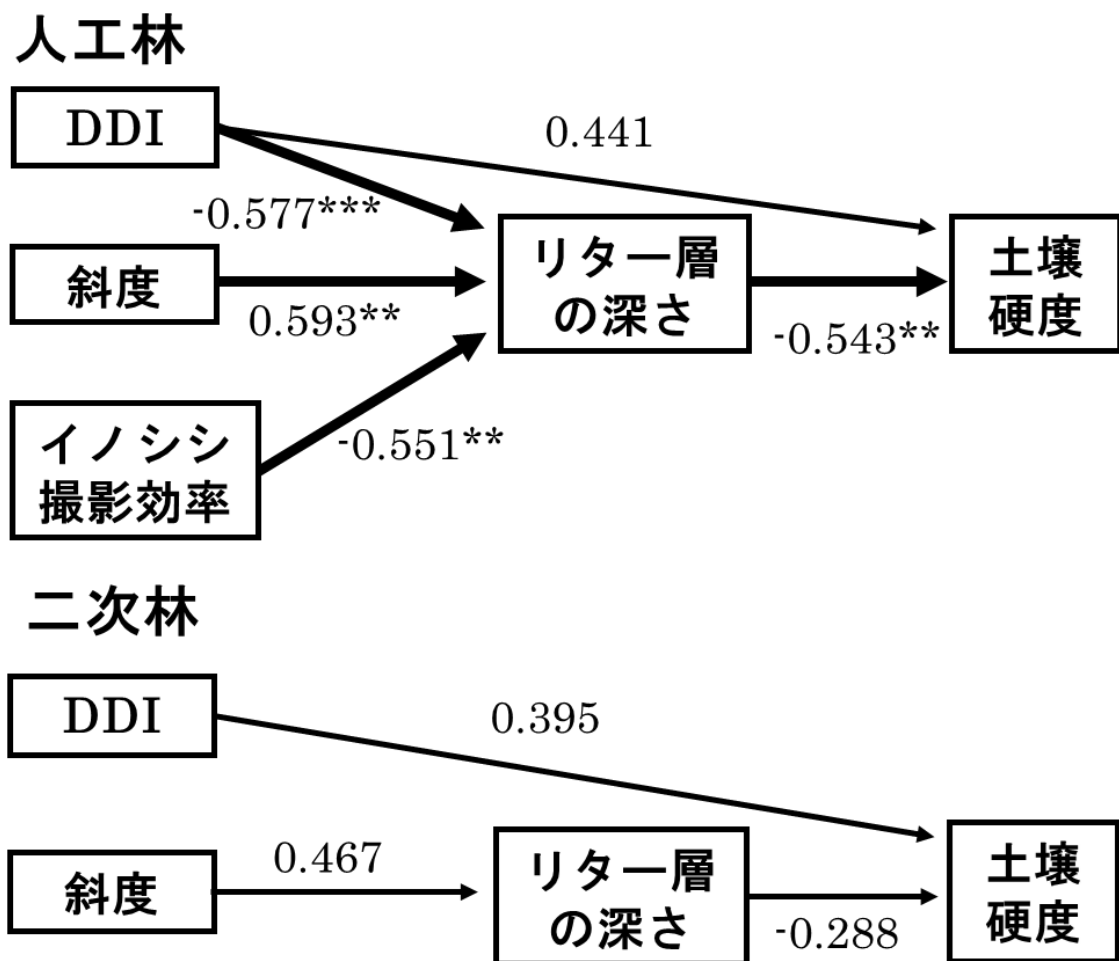 人工林
DDI
0.441
-0.577***
斜度
0.593**
リター層
の深さ
-0.543**
土壌
硬度
イノシシ
撮影効率
-0.551**
二次林
DDI
0.395
斜度
0.467
リター層
の深さ
-0.288
土壌
硬度